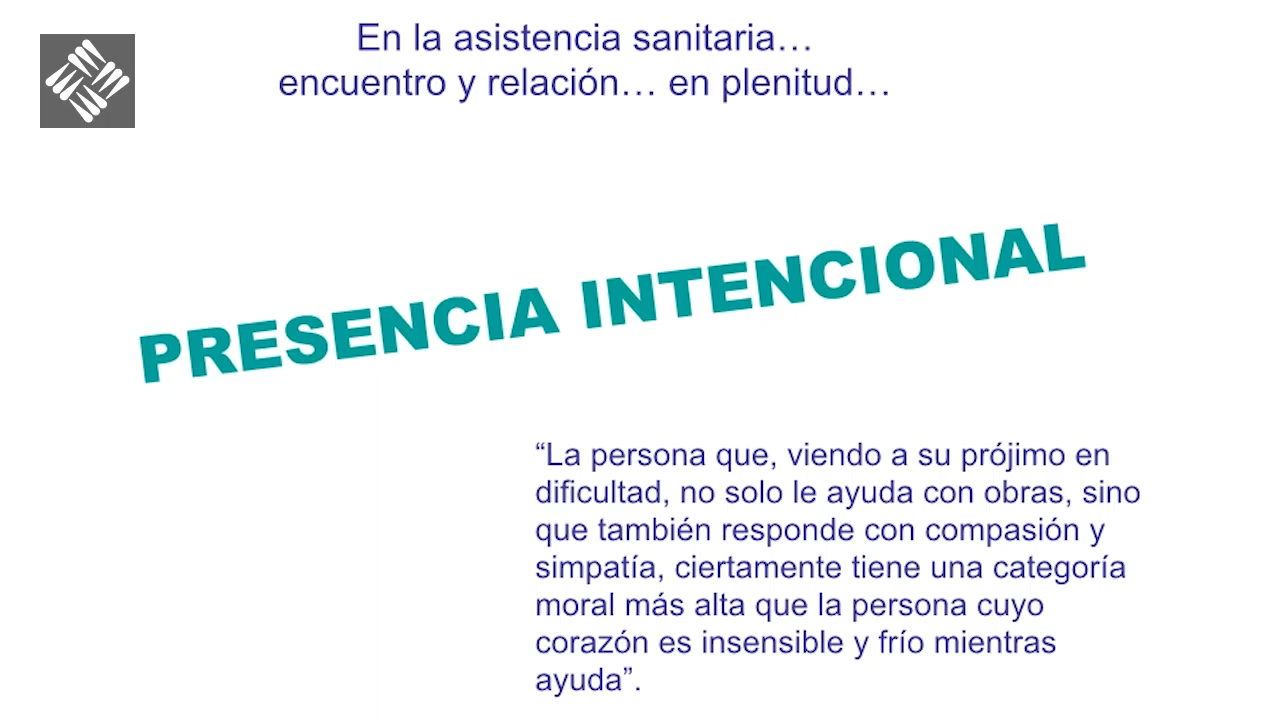 En la asistencia sanitaria…
encuentro y relación… en plenitud…
PRESENCIA INTENCIONAL
“La persona que, viendo a su prójimo en
dificultad, no solo le ayuda con obras, sino
que también responde con compasión y
simpatía, ciertamente tiene una categoría
moral más alta que la persona cuyo
corazón es insensible y frío mientras
ayuda”.